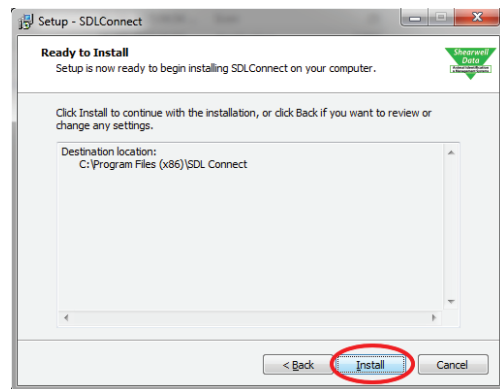 Setup - SDLConnect
Ready to Install
Setup is now ready to begin installing SDLConnect on your computer.
Shearwell
Data
Click Install to continue with the installation, or click Back if you want to review or
change any settings.
Destination location:
C:\Program Files (x86)\SDL Connect
< Back
Install
Cancel